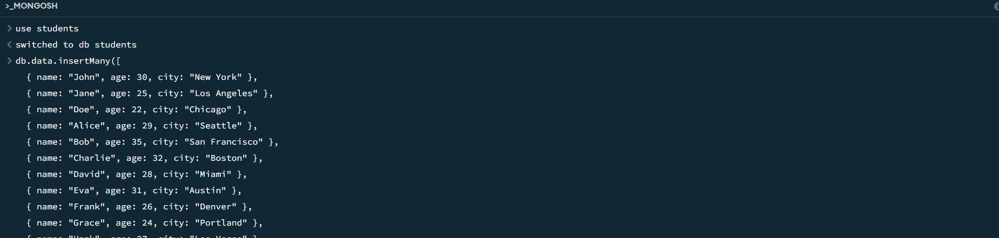 >_MONGOSH
> use students
< switched to db students
> db.data.insertMany([
{ name: "John", age: 30, city: "New York" },
{ name: "Jane", age: 25, city: "Los Angeles" },
{ name: "Doe", age: 22, city: "Chicago" },
{ name: "Alice", age: 29, city: "Seattle" },
{ name: "Bob", age: 35, city: "San Francisco" },
{ name: "Charlie", age: 32, city: "Boston" },
{ name: "David", age: 28, city: "Miami" },
{ name: "Eva", age: 31, city: "Austin" },
{ name: "Frank", age: 26, city: "Denver" },
{ name: "Grace", age: 24, city: "Portland" },